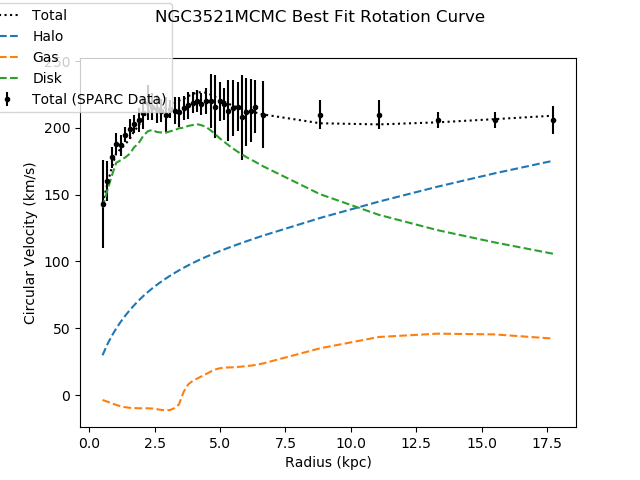 NGC3521MCMC Best Fit Rotation Curve
Total
Halo
Gas
Disk
Total (SPARC Data)
250
200
150
100
50
0
Circular Velocity (km/s)
0.0 2.5 5.0 7.5 10.0 12.5 15.0 17.5
Radius (kpc)